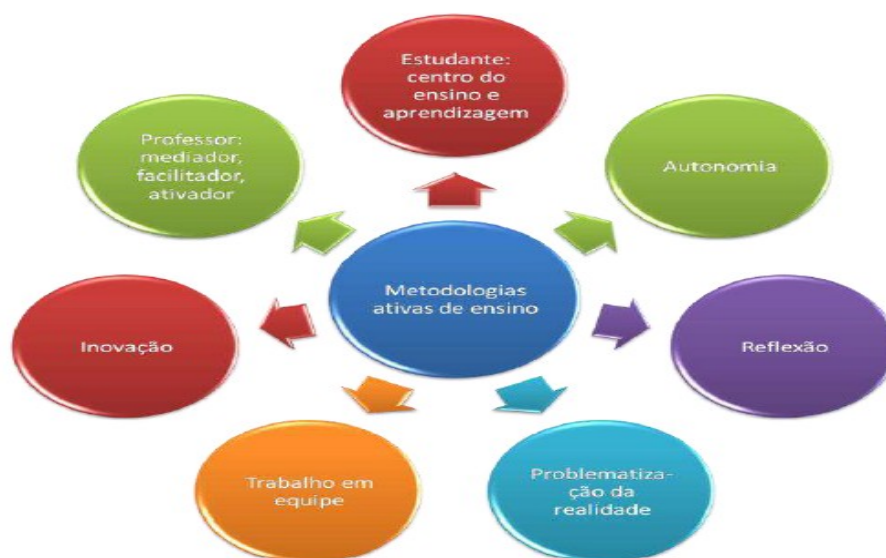 Estudante:
centro do
ensino e
aprendizagem
Professor:
mediador,
facilitador,
ativador
Autonomia
Metodologias
ativas de ensino
Inovação
Reflexão
Trabalho em
equipe
Problematiza-
ção da
realidade